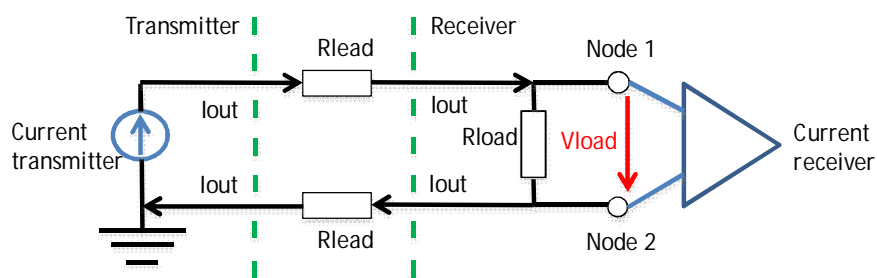 Transmitter
Receiver
Rlead
Node 1
Iout
Iout
Current
transmitter
Rload
Vload
Current
receiver
Iout
Iout
Rlead
Node 2